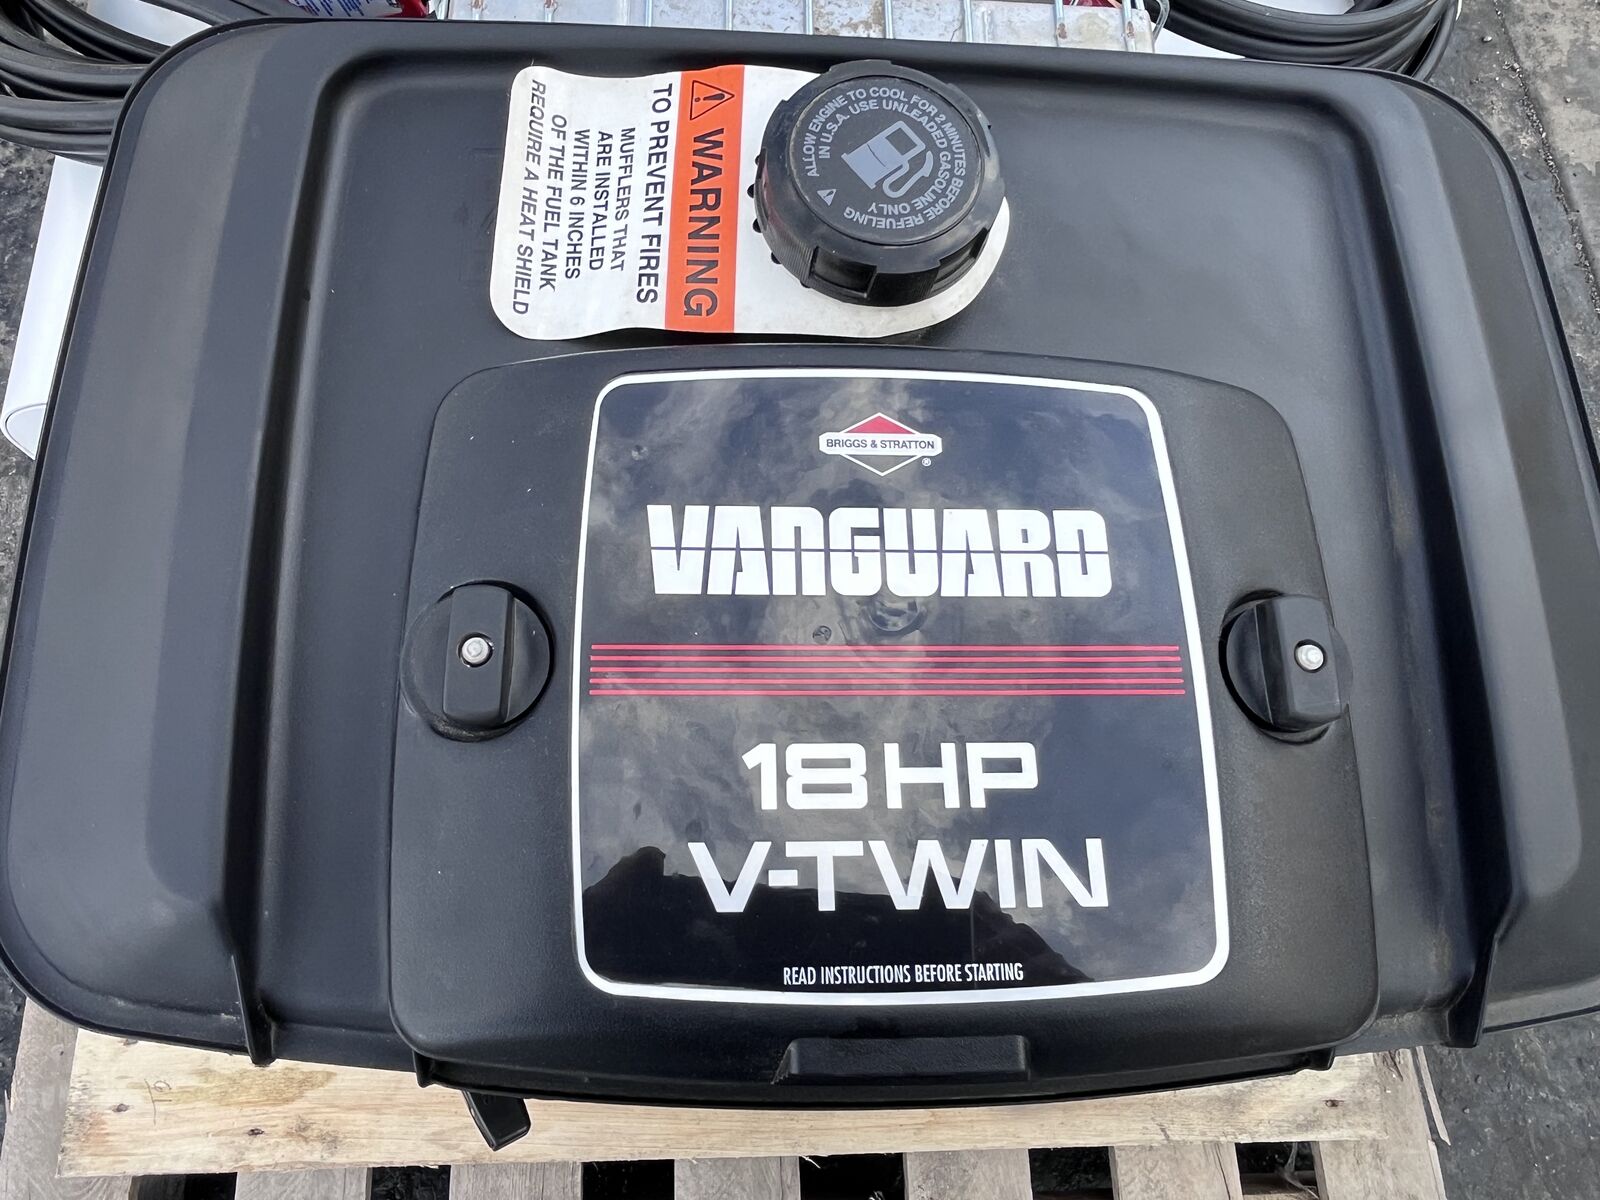 ⚠ WARNING
TO PREVENT FIRES
MUFFLERS THAT
ARE INSTALLED
WITHIN 6 INCHES
OF THE FUEL TANK
REQUIRE A HEAT SHIELD
ALLOW ENGINE TO COOL FOR 2 MINUTES BEFORE REFUELING
IN U.S.A. USE UNLEADED GASOLINE ONLY
BRIGGS & STRATTON
®
VANGUARD
18 HP
V-TWIN
READ INSTRUCTIONS BEFORE STARTING